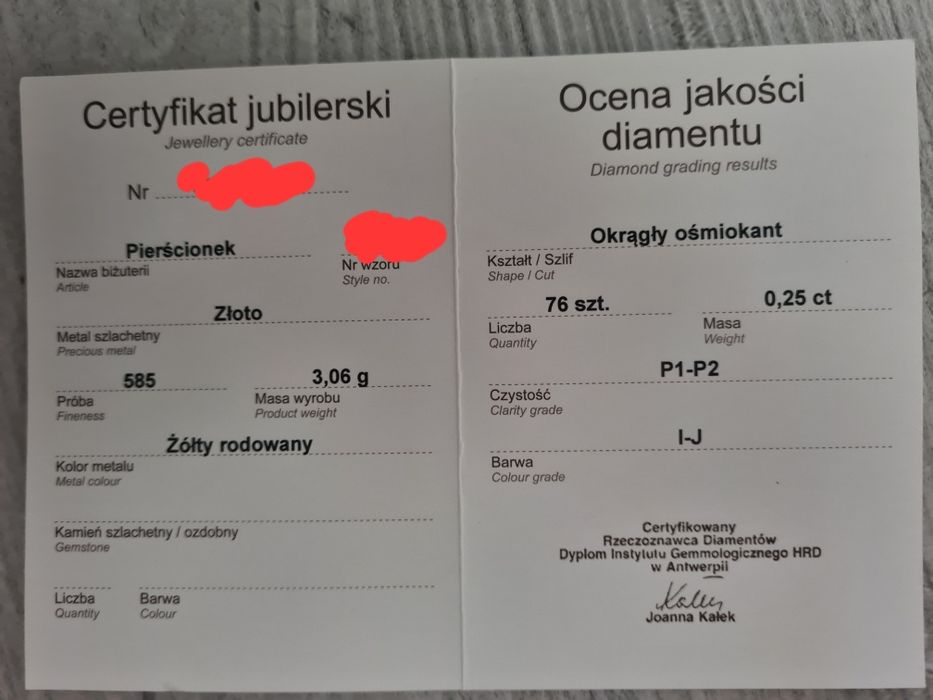 Certyfikat jubilerski
Jewellery certificate
Nr
Pierścionek
Nazwa biżuterii
Article
Nr wzoru
Style no.
Złoto
Metal szlachetny
Precious metal
585
Próba
Fineness
3,06 g
Masa wyrobu
Product weight
Żółty rodowany
Kolor metalu
Metal colour
Kamień szlachetny / ozdobny
Gemstone
Liczba
Quantity
Barwa
Colour
Ocena jakości
diamentu
Diamond grading results
Okrągły ośmiokant
Kształt / Szlif
Shape / Cut
76 szt.
Liczba
Quantity
0,25 ct
Masa
Weight
P1-P2
Czystość
Clarity grade
I-J
Barwa
Colour grade
Certyfikowany
Rzeczoznawca Diamentów
Dyplom Instytutu Gemmologicznego HRD
w Antwerpii
Kałek
Joanna Kałek